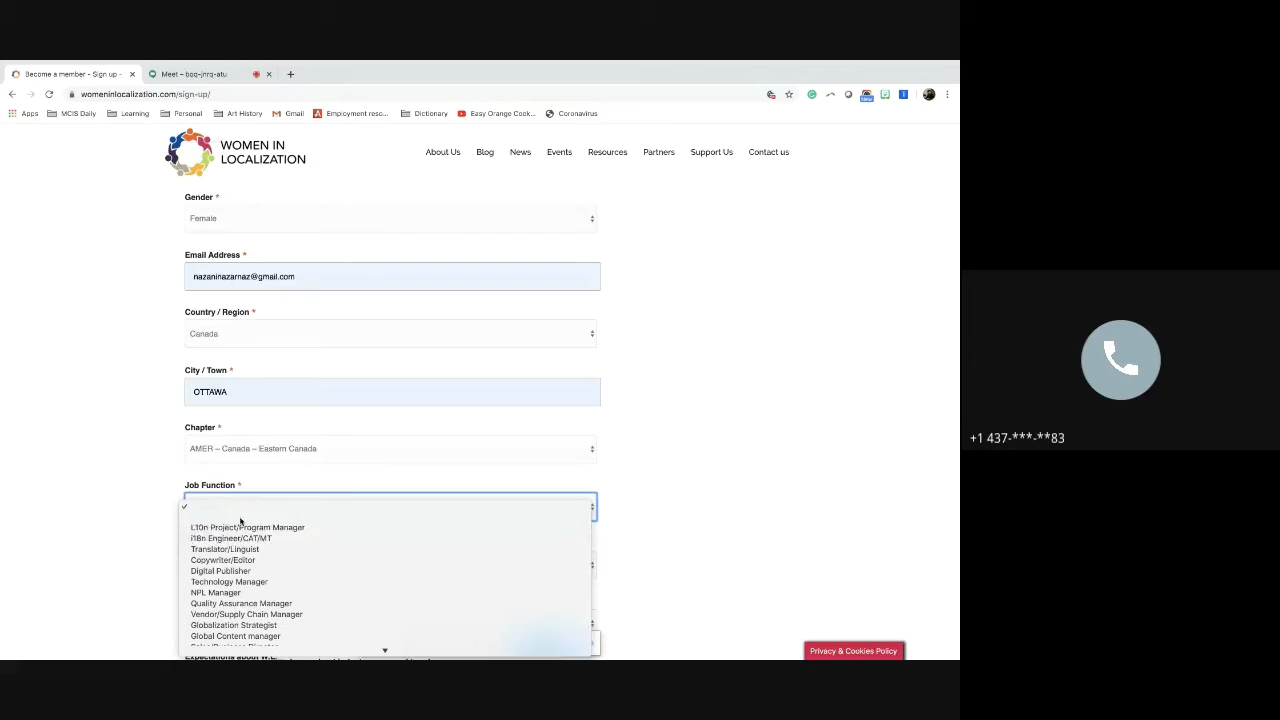 Become a member - Sign up -
Meet – boq-jnrq-atu
womeninlocalization.com/sign-up/
Apps
MCIS Daily
Learning
Personal
Art History
Gmail
Employment reso...
Dictionary
Easy Orange Cook...
Coronavirus
WOMEN IN
LOCALIZATION
About Us
Blog
News
Events
Resources
Partners
Support Us
Contact us
Gender *
Female
Email Address *
nazaninazarnaz@gmail.com
Country / Region *
Canada
City / Town *
OTTAWA
Chapter *
AMER – Canada – Eastern Canada
Job Function *
L10n Project/Program Manager
i18n Engineer/CAT/MT
Translator/Linguist
Copywriter/Editor
Digital Publisher
Technology Manager
NPL Manager
Quality Assurance Manager
Vendor/Supply Chain Manager
Globalization Strategist
Global Content manager
Privacy & Cookies Policy
+1 437-***-**83